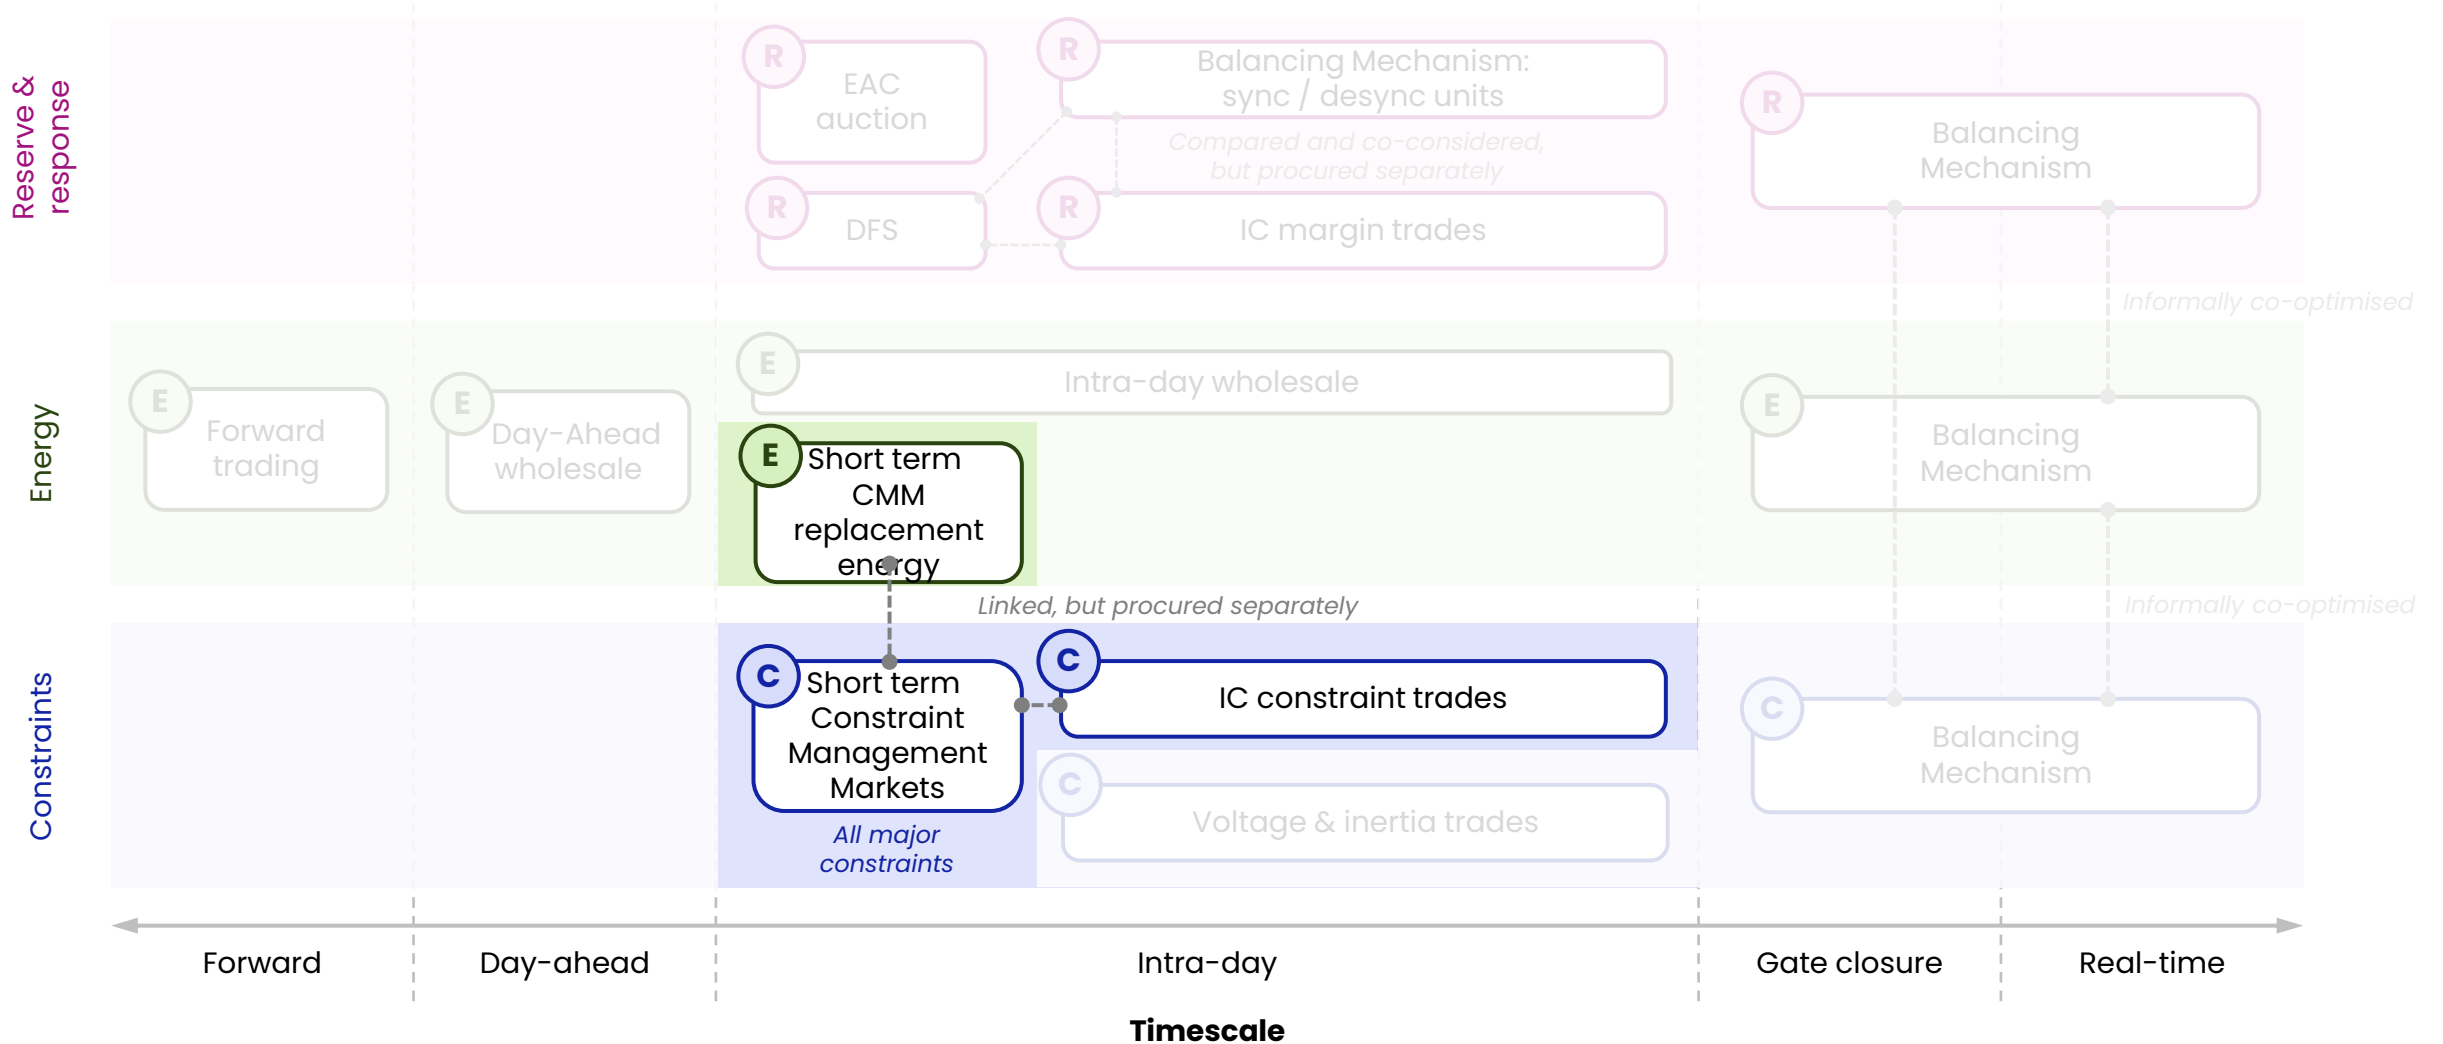 Reserve &
response
R
EAC
auction
R
Balancing Mechanism:
sync / desync units
Compared and co-considered,
but procured separately
R
DFS
R
IC margin trades
R
Balancing
Mechanism
Informally co-optimised
Energy
E
Forward
trading
E
Day-Ahead
wholesale
E
Intra-day wholesale
E
Short term
CMM
replacement
energy
E
Balancing
Mechanism
Linked, but procured separately
Informally co-optimised
Constraints
C
Short term
Constraint
Management
Markets
All major
constraints
C
IC constraint trades
C
Voltage & inertia trades
C
Balancing
Mechanism
Forward
Day-ahead
Intra-day
Gate closure
Real-time
Timescale